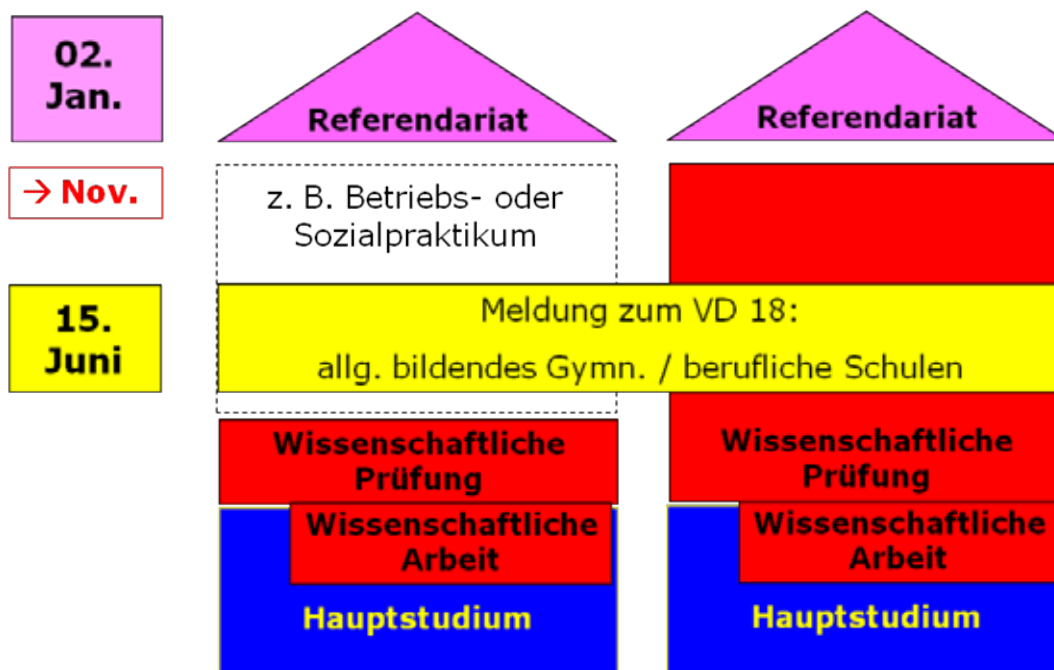 02.
Jan.
Referendariat
Referendariat
→ Nov.
z. B. Betriebs- oder
Sozialpraktikum
15.
Juni
Meldung zum VD 18:
allg. bildendes Gymn. / berufliche Schulen
Wissenschaftliche
Prüfung
Wissenschaftliche
Prüfung
Wissenschaftliche
Arbeit
Wissenschaftliche
Arbeit
Hauptstudium
Hauptstudium